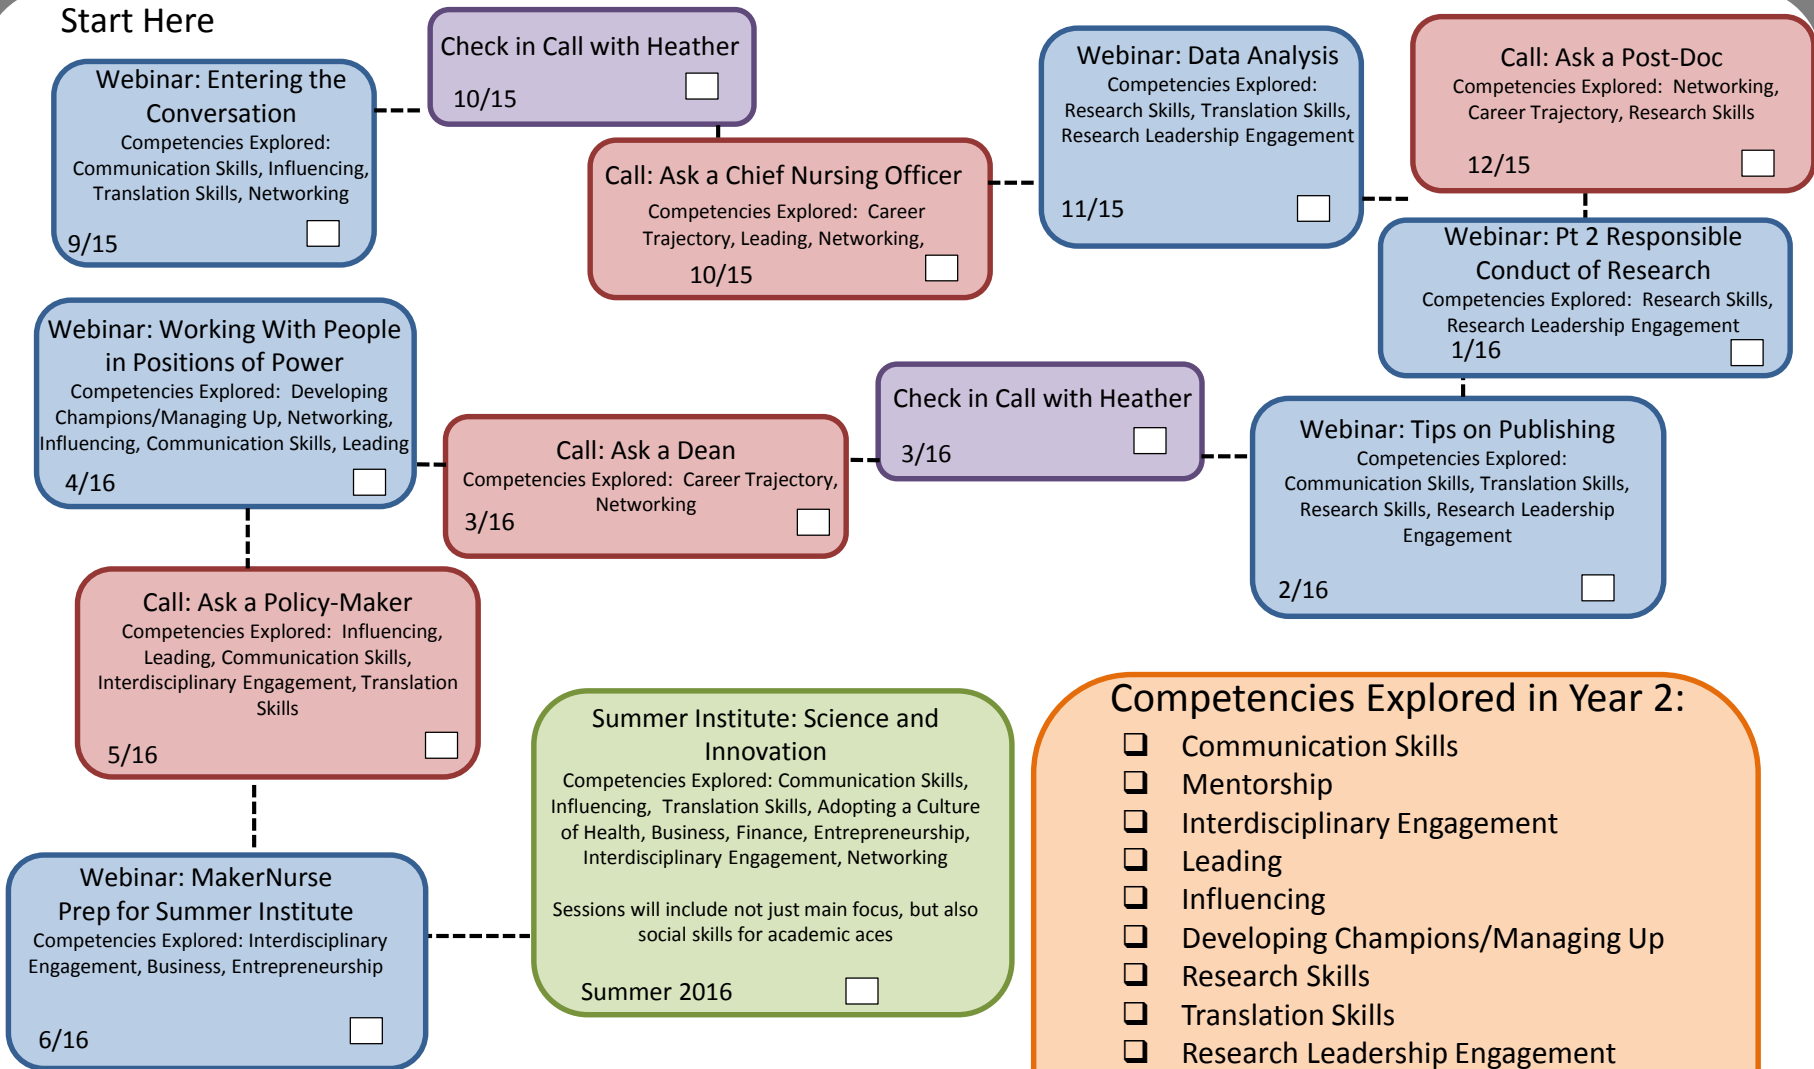 Start Here
Webinar: Entering the
Conversation
Competencies Explored:
Communication Skills, Influencing,
Translation Skills, Networking
9/15
Check in Call with Heather
10/15
Call: Ask a Chief Nursing Officer
Competencies Explored:  Career
Trajectory, Leading, Networking,
10/15
Webinar: Data Analysis
Competencies Explored:
Research Skills, Translation Skills,
Research Leadership Engagement
11/15
Call: Ask a Post-Doc
Competencies Explored:  Networking,
Career Trajectory, Research Skills
12/15
Webinar: Pt 2 Responsible
Conduct of Research
Competencies Explored:  Research Skills,
Research Leadership Engagement
1/16
Webinar: Tips on Publishing
Competencies Explored:
Communication Skills, Translation Skills,
Research Skills, Research Leadership
Engagement
2/16
Check in Call with Heather
3/16
Call: Ask a Dean
Competencies Explored:  Career Trajectory,
Networking
3/16
Webinar: Working With People
in Positions of Power
Competencies Explored:  Developing
Champions/Managing Up, Networking,
Influencing, Communication Skills, Leading
4/16
Call: Ask a Policy-Maker
Competencies Explored:  Influencing,
Leading, Communication Skills,
Interdisciplinary Engagement, Translation
Skills
5/16
Webinar: MakerNurse
Prep for Summer Institute
Competencies Explored: Interdisciplinary
Engagement, Business, Entrepreneurship
6/16
Summer Institute: Science and
Innovation
Competencies Explored: Communication Skills,
Influencing,  Translation Skills, Adopting a Culture
of Health, Business, Finance, Entrepreneurship,
Interdisciplinary Engagement, Networking
Sessions will include not just main focus, but also
social skills for academic aces
Summer 2016
Competencies Explored in Year 2:
❑ Communication Skills
❑ Mentorship
❑ Interdisciplinary Engagement
❑ Leading
❑ Influencing
❑ Developing Champions/Managing Up
❑ Research Skills
❑ Translation Skills
❑ Research Leadership Engagement